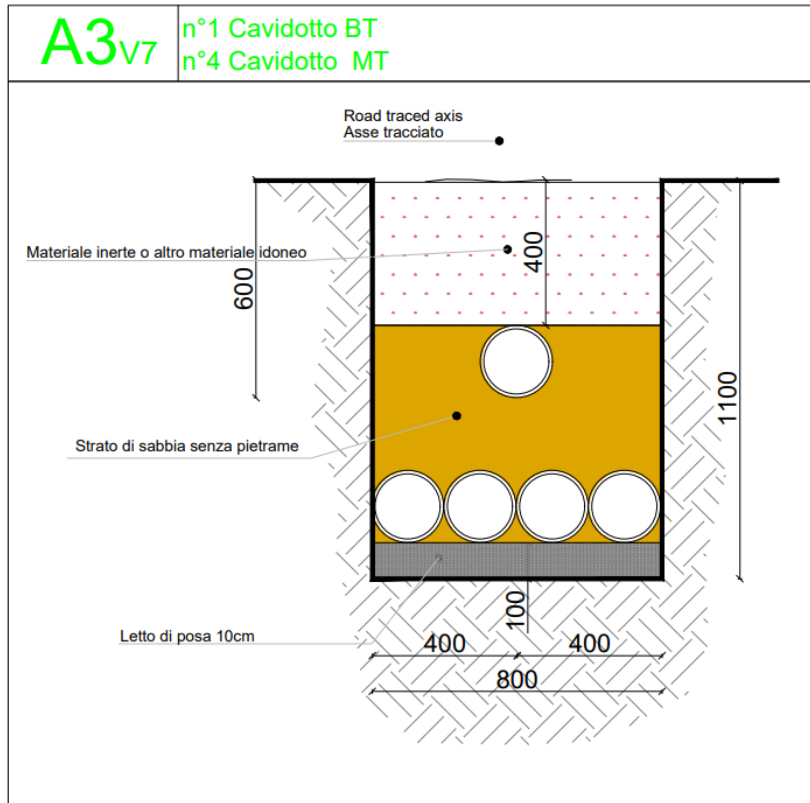 A3V7
n°1 Cavidotto BT
n°4 Cavidotto MT
Road traced axis
Asse tracciato
Materiale inerte o altro materiale idoneo
400
600
1100
Strato di sabbia senza pietrame
100
Letto di posa 10cm
400
400
800